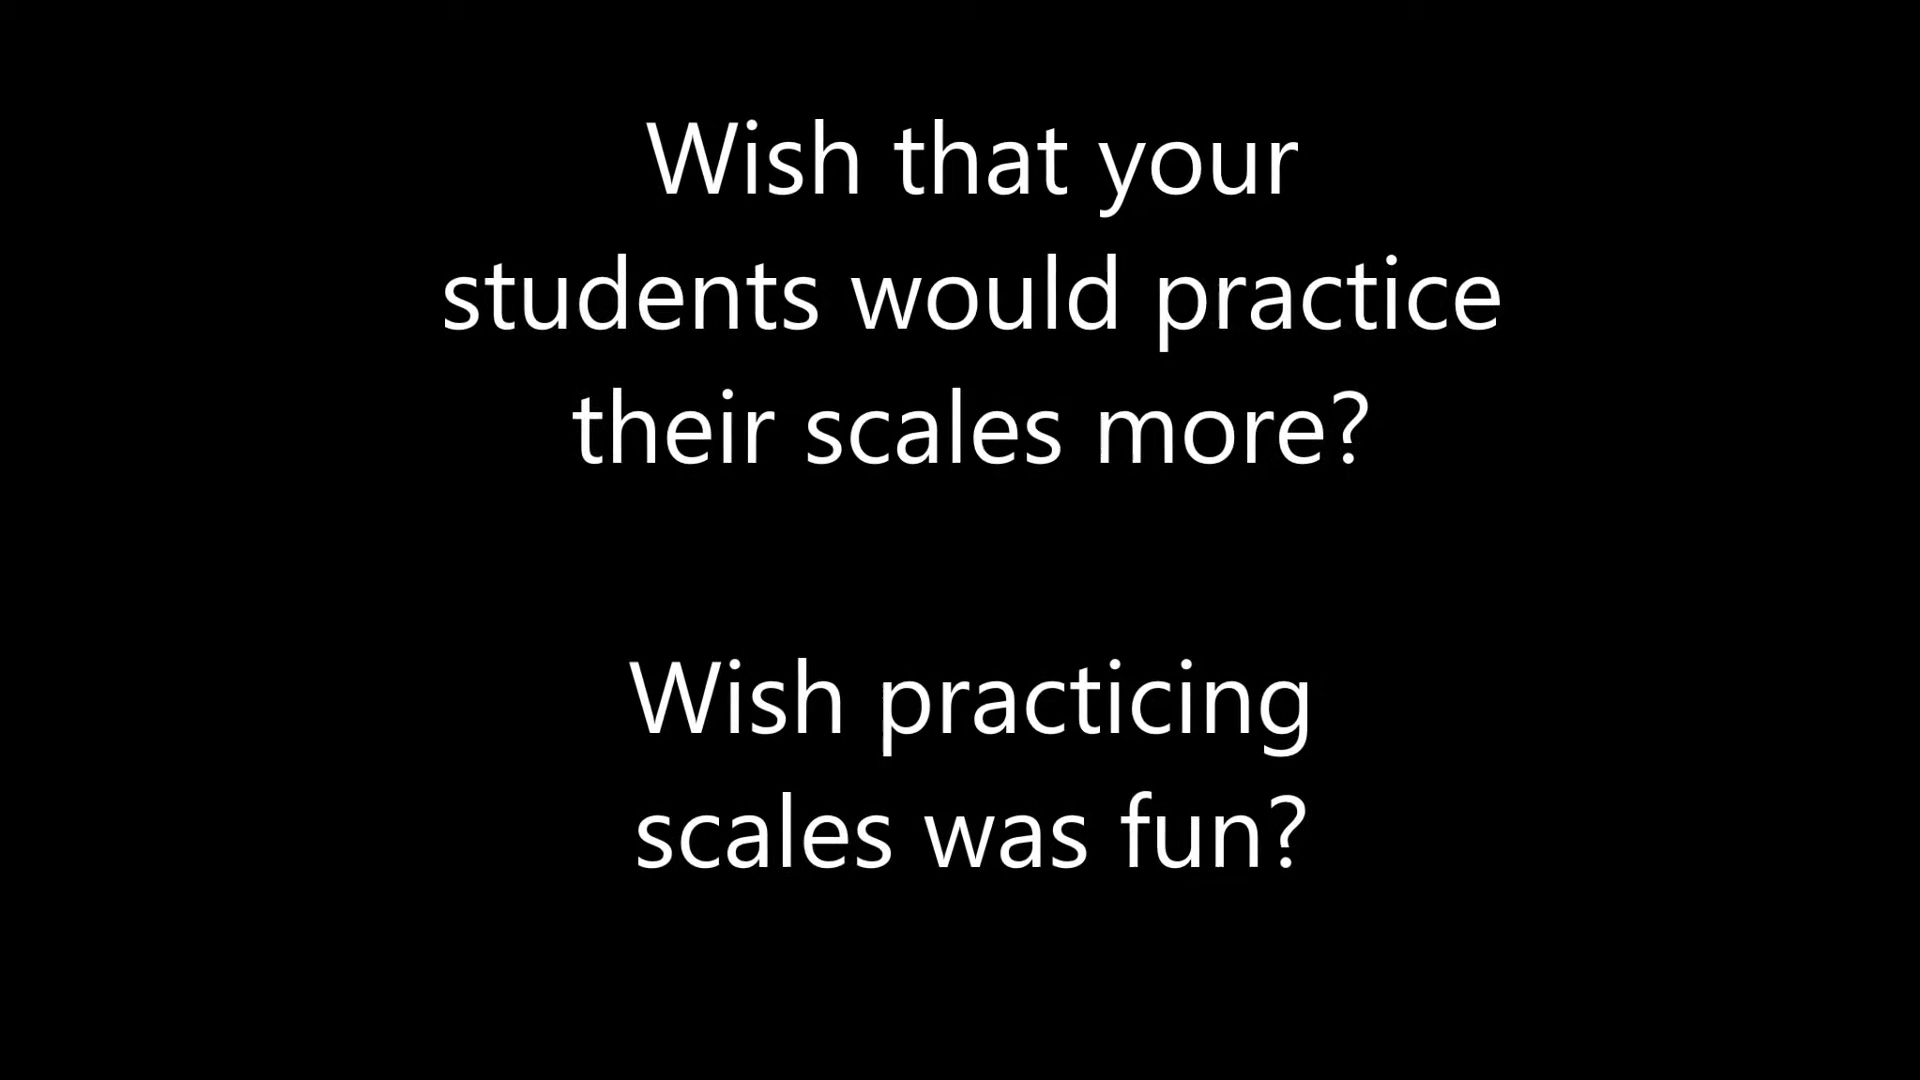 Wish that your
students would practice
their scales more?
Wish practicing
scales was fun?